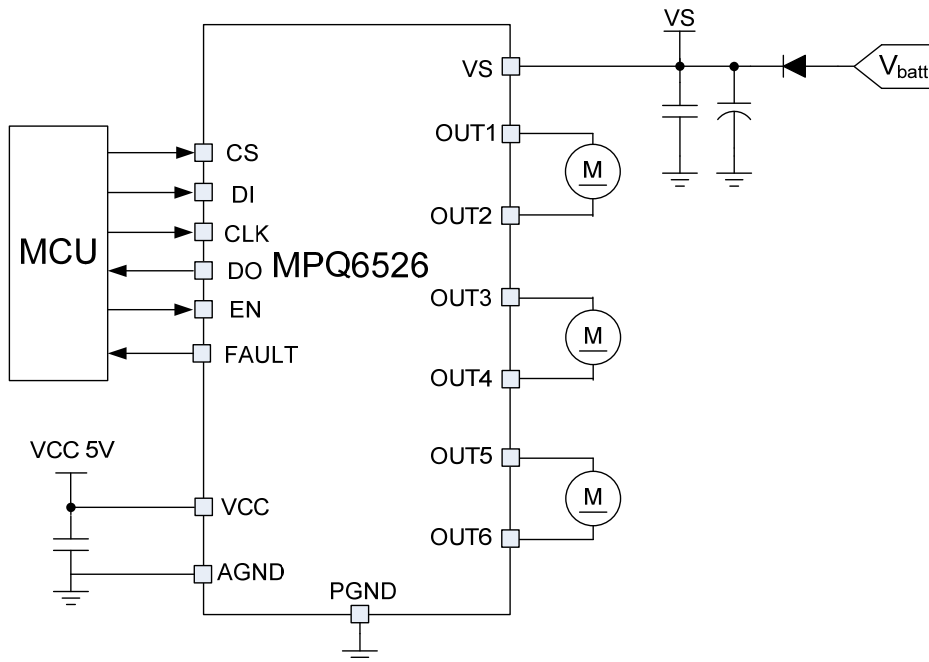 VS
VS
V_batt
OUT1
M
OUT2
CS
DI
CLK
MCU
DO
MPQ6526
EN
FAULT
OUT3
M
OUT4
VCC 5V
OUT5
M
VCC
OUT6
AGND
PGND